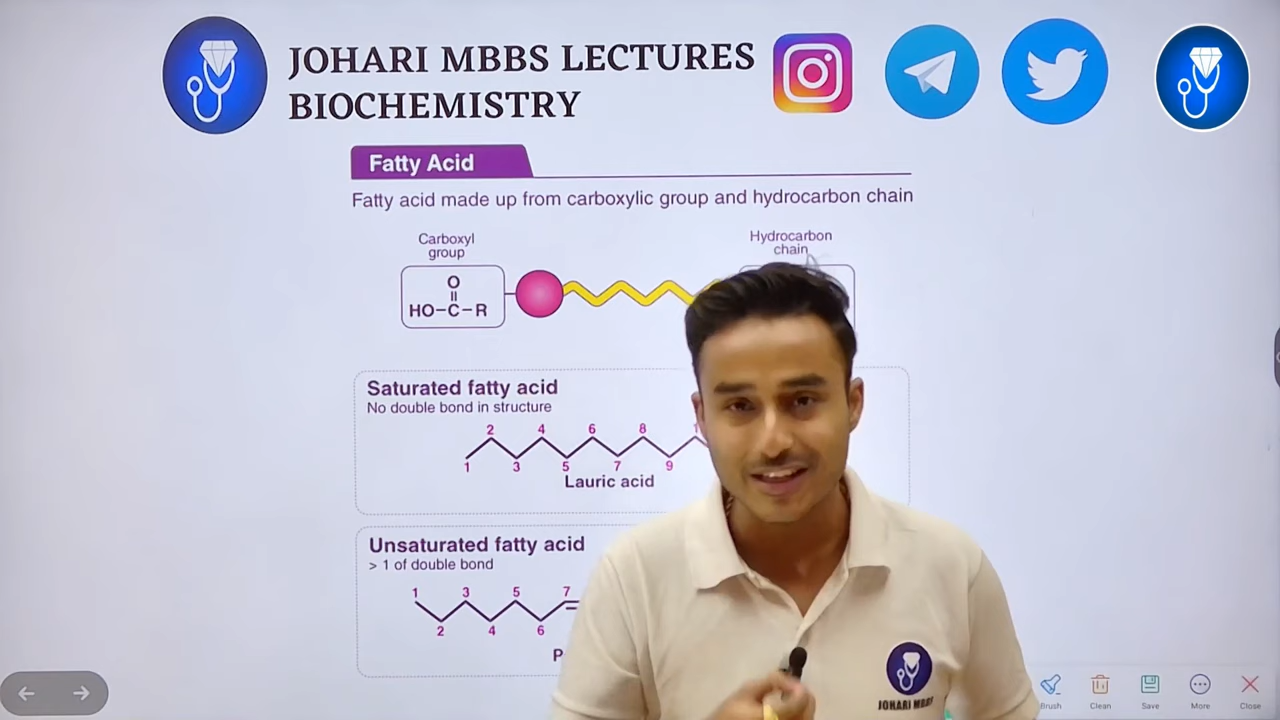 JOHARI MBBS LECTURES
BIOCHEMISTRY
Fatty Acid
Fatty acid made up from carboxylic group and hydrocarbon chain
Carboxyl
group
Hydrocarbon
chain
O
HO–C–R
Saturated fatty acid
No double bond in structure
2 4 6 8
1 3 5 7 9
Lauric acid
Unsaturated fatty acid
> 1 of double bond
1 3 5 7
2 4 6
P
JOHARI MBBS
Brush Clean Save More Close